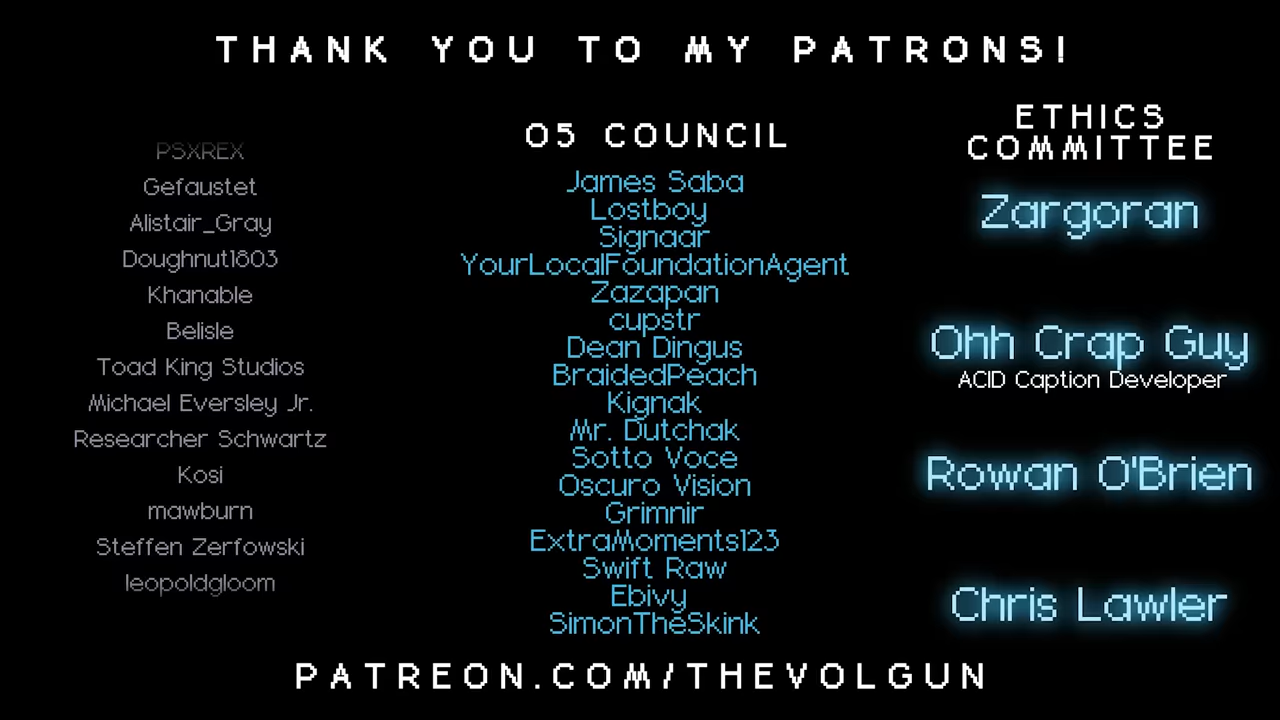 THANK YOU TO MY PATRONS!
PSXREX
Gefaustet
Alistair_Gray
Doughnut1803
Khanable
Belisle
Toad King Studios
Michael Eversley Jr.
Researcher Schwartz
Kosi
mawburn
Steffen Zerfowski
leopoldgloom
O5 COUNCIL
James Saba
Lostboy
Signaar
YourLocalFoundationAgent
Zazapan
cupstr
Dean Dingus
BraidedPeach
Kignak
Mr. Dutchak
Sotto Voce
Oscuro Vision
Grimnir
ExtraMoments123
Swift Raw
Ebivy
SimonTheSkink
ETHICS
COMMITTEE
Zargoran
Ohh Crap Guy
ACID Caption Developer
Rowan O'Brien
Chris Lawler
PATREON.COM/THEVOLGUN